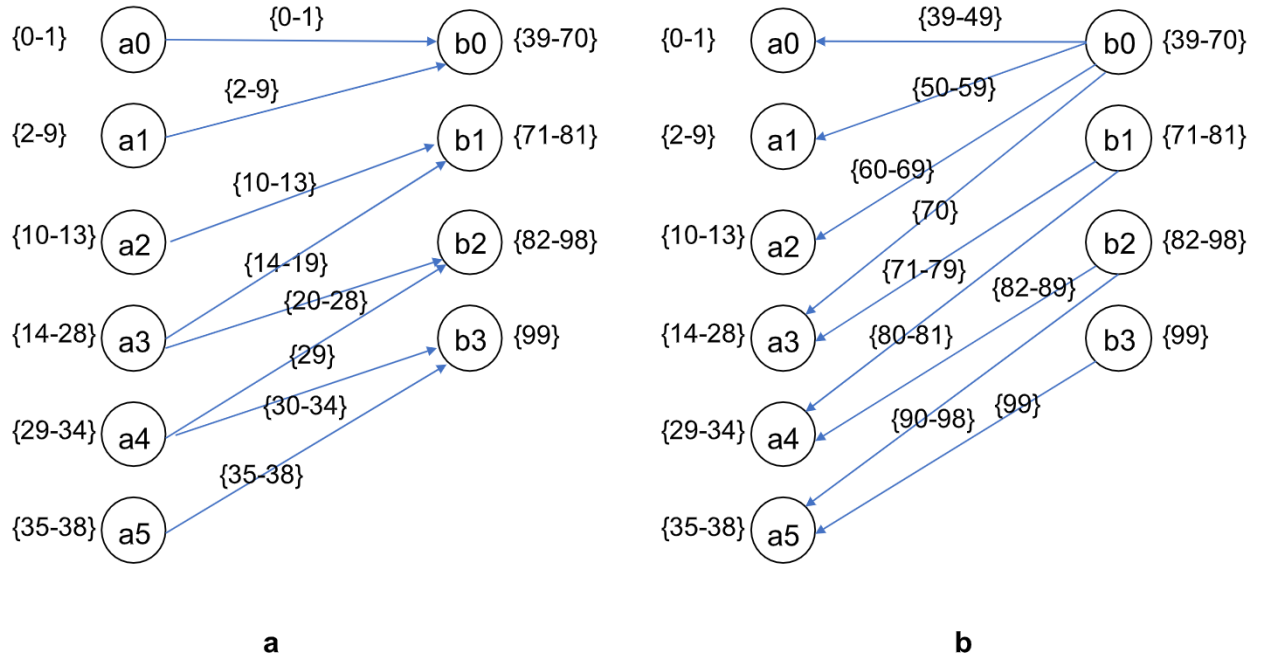 {0-1} a0 {0-1} b0 {39-70}
{2-9}
{2-9} a1 b1 {71-81}
{10-13}
{10-13} a2 b2 {82-98}
{14-19}
{20-28}
{14-28} a3 b3 {99}
{29}
{30-34}
{29-34} a4
{35-38}
{35-38} a5
a
{0-1} a0 {39-49} b0 {39-70}
{50-59}
{2-9} a1 b1 {71-81}
{60-69}
{70}
{10-13} a2 b2 {82-98}
{71-79}
{82-89}
{14-28} a3 {80-81} b3 {99}
{99}
{90-98}
{29-34} a4
{35-38} a5
b